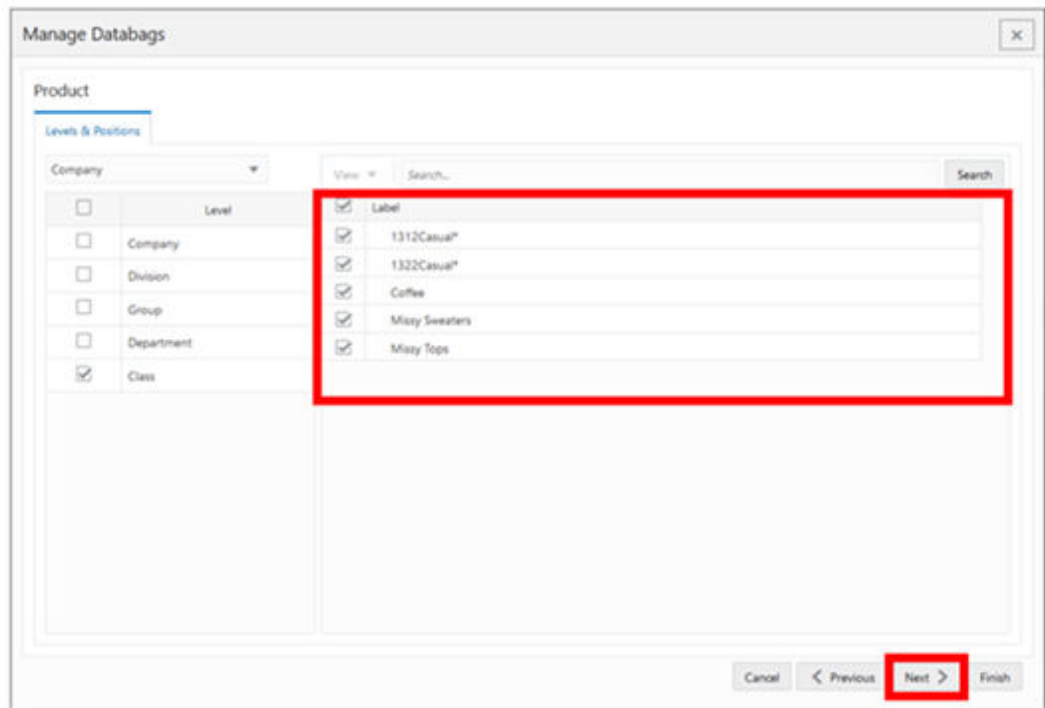 Manage Databags
Product
Levels & Positions
Company
View
Search...
Search
Level
Company
Division
Group
Department
Class
Label
1312Casual*
1322Casual*
Coffee
Missy Sweaters
Missy Tops
Cancel
Previous
Next
Finish